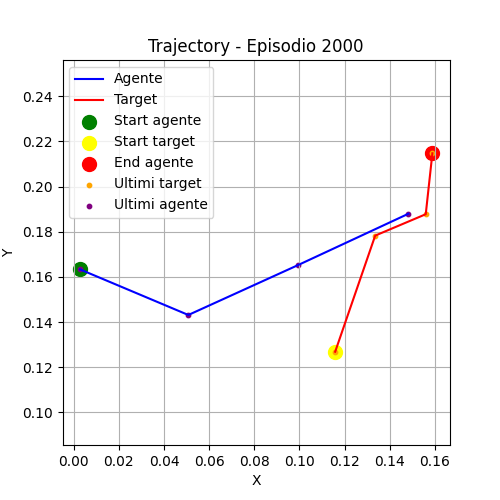 Trajectory - Episodio 2000
Agente
Target
Start agente
Start target
End agente
Ultimi target
Ultimi agente
Y
0.24
0.22
0.20
0.18
0.16
0.14
0.12
0.10
0.00 0.02 0.04 0.06 0.08 0.10 0.12 0.14 0.16
X